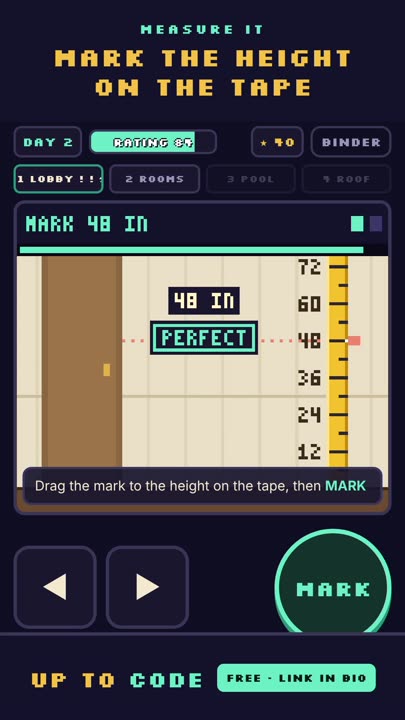 MEASURE IT
MARK THE HEIGHT
ON THE TAPE
DAY 2
RATING 84
★ 40
BINDER
1 LOBBY !!!
2 ROOMS
3 POOL
4 ROOF
MARK 48 IN
72
48 IN
60
PERFECT
48
36
24
12
Drag the mark to the height on the tape, then MARK
MARK
UP TO CODE
FREE - LINK IN BIO